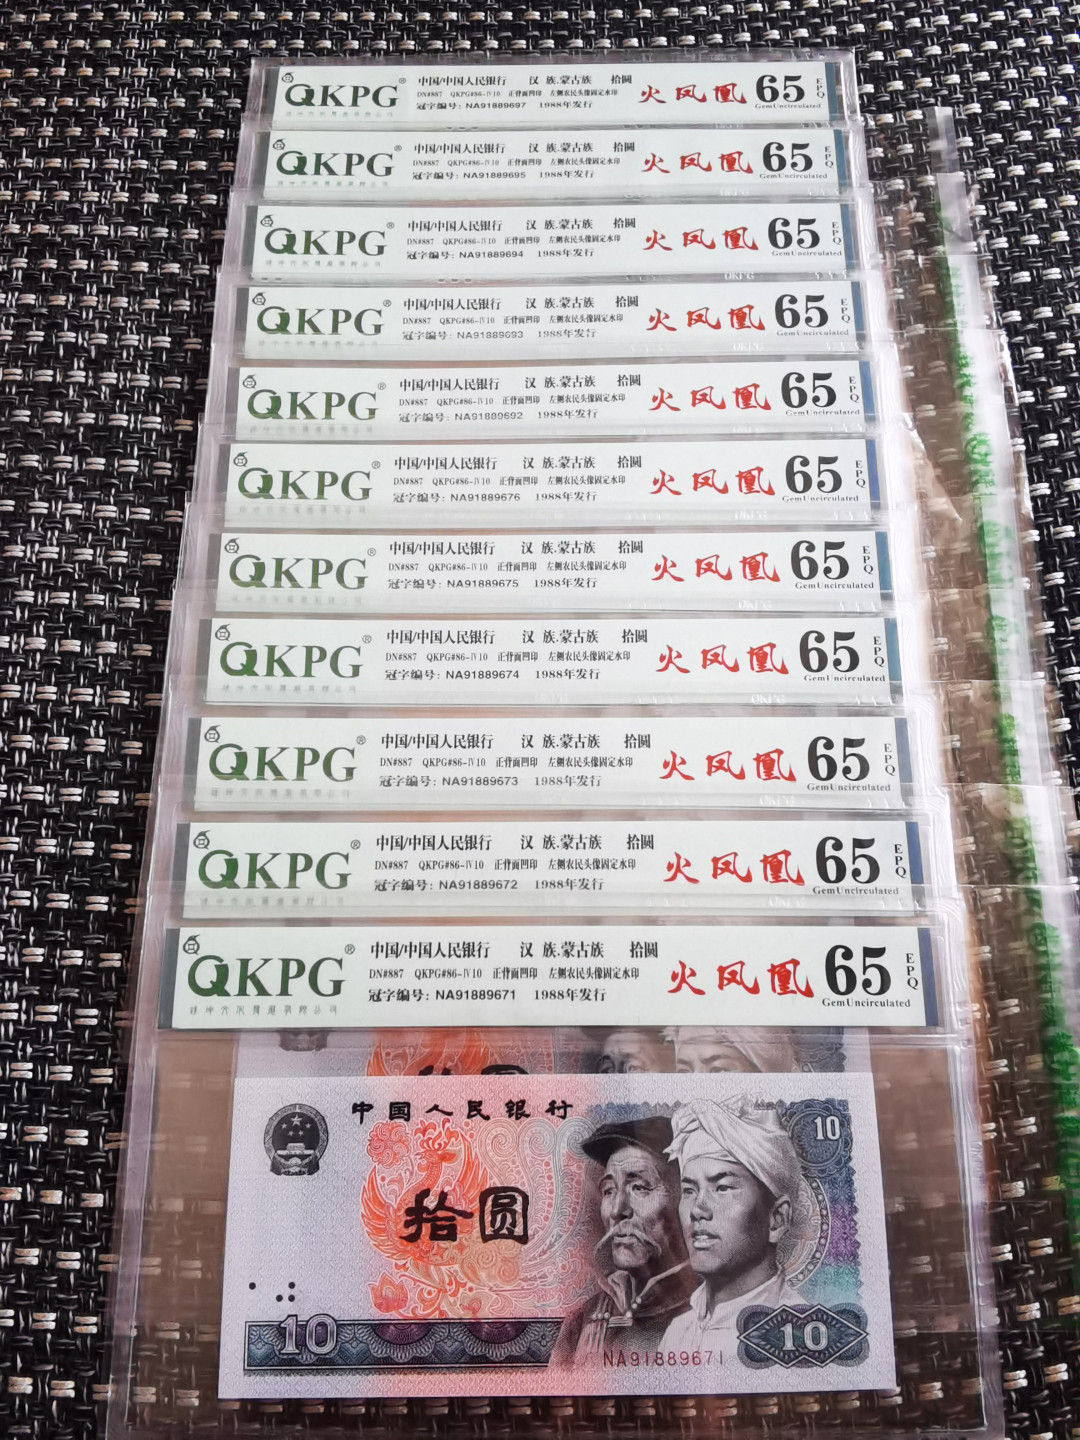 QKPG® 中国/中国人民银行 汉 族.蒙古族 拾圆 火凤凰 65 EPQ
DN#887 QKPG#86-IV10 正背面凹印 左侧农民头像固定水印
冠字编号: NA91889697 1988年发行 Gem Uncirculated
QKPG® 中国/中国人民银行 汉 族.蒙古族 拾圆 火凤凰 65 EPQ
DN#887 QKPG#86-IV10 正背面凹印 左侧农民头像固定水印
冠字编号: NA91889695 1988年发行 Gem Uncirculated
QKPG® 中国/中国人民银行 汉 族.蒙古族 拾圆 火凤凰 65 EPQ
DN#887 QKPG#86-IV10 正背面凹印 左侧农民头像固定水印
冠字编号: NA91889694 1988年发行 Gem Uncirculated
QKPG® 中国/中国人民银行 汉 族.蒙古族 拾圆 火凤凰 65 EPQ
DN#887 QKPG#86-IV10 正背面凹印 左侧农民头像固定水印
冠字编号: NA91889693 1988年发行 Gem Uncirculated
QKPG® 中国/中国人民银行 汉 族.蒙古族 拾圆 火凤凰 65 EPQ
DN#887 QKPG#86-IV10 正背面凹印 左侧农民头像固定水印
冠字编号: NA91889692 1988年发行 Gem Uncirculated
QKPG® 中国/中国人民银行 汉 族.蒙古族 拾圆 火凤凰 65 EPQ
DN#887 QKPG#86-IV10 正背面凹印 左侧农民头像固定水印
冠字编号: NA91889676 1988年发行 Gem Uncirculated
QKPG® 中国/中国人民银行 汉 族.蒙古族 拾圆 火凤凰 65 EPQ
DN#887 QKPG#86-IV10 正背面凹印 左侧农民头像固定水印
冠字编号: NA91889675 1988年发行 Gem Uncirculated
QKPG® 中国/中国人民银行 汉 族.蒙古族 拾圆 火凤凰 65 EPQ
DN#887 QKPG#86-IV10 正背面凹印 左侧农民头像固定水印
冠字编号: NA91889674 1988年发行 Gem Uncirculated
QKPG® 中国/中国人民银行 汉 族.蒙古族 拾圆 火凤凰 65 EPQ
DN#887 QKPG#86-IV10 正背面凹印 左侧农民头像固定水印
冠字编号: NA91889673 1988年发行 Gem Uncirculated
QKPG® 中国/中国人民银行 汉 族.蒙古族 拾圆 火凤凰 65 EPQ
DN#887 QKPG#86-IV10 正背面凹印 左侧农民头像固定水印
冠字编号: NA91889672 1988年发行 Gem Uncirculated
QKPG® 中国/中国人民银行 汉 族.蒙古族 拾圆 火凤凰 65 EPQ
DN#887 QKPG#86-IV10 正背面凹印 左侧农民头像固定水印
冠字编号: NA91889671 1988年发行 Gem Uncirculated
中国人民银行
10
拾圆
10 10
NA91889671